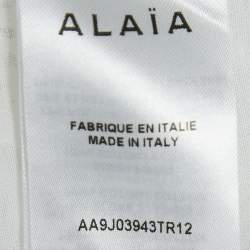 ALAÏA
FABRIQUE EN ITALIE
MADE IN ITALY
AA9J03943TR12